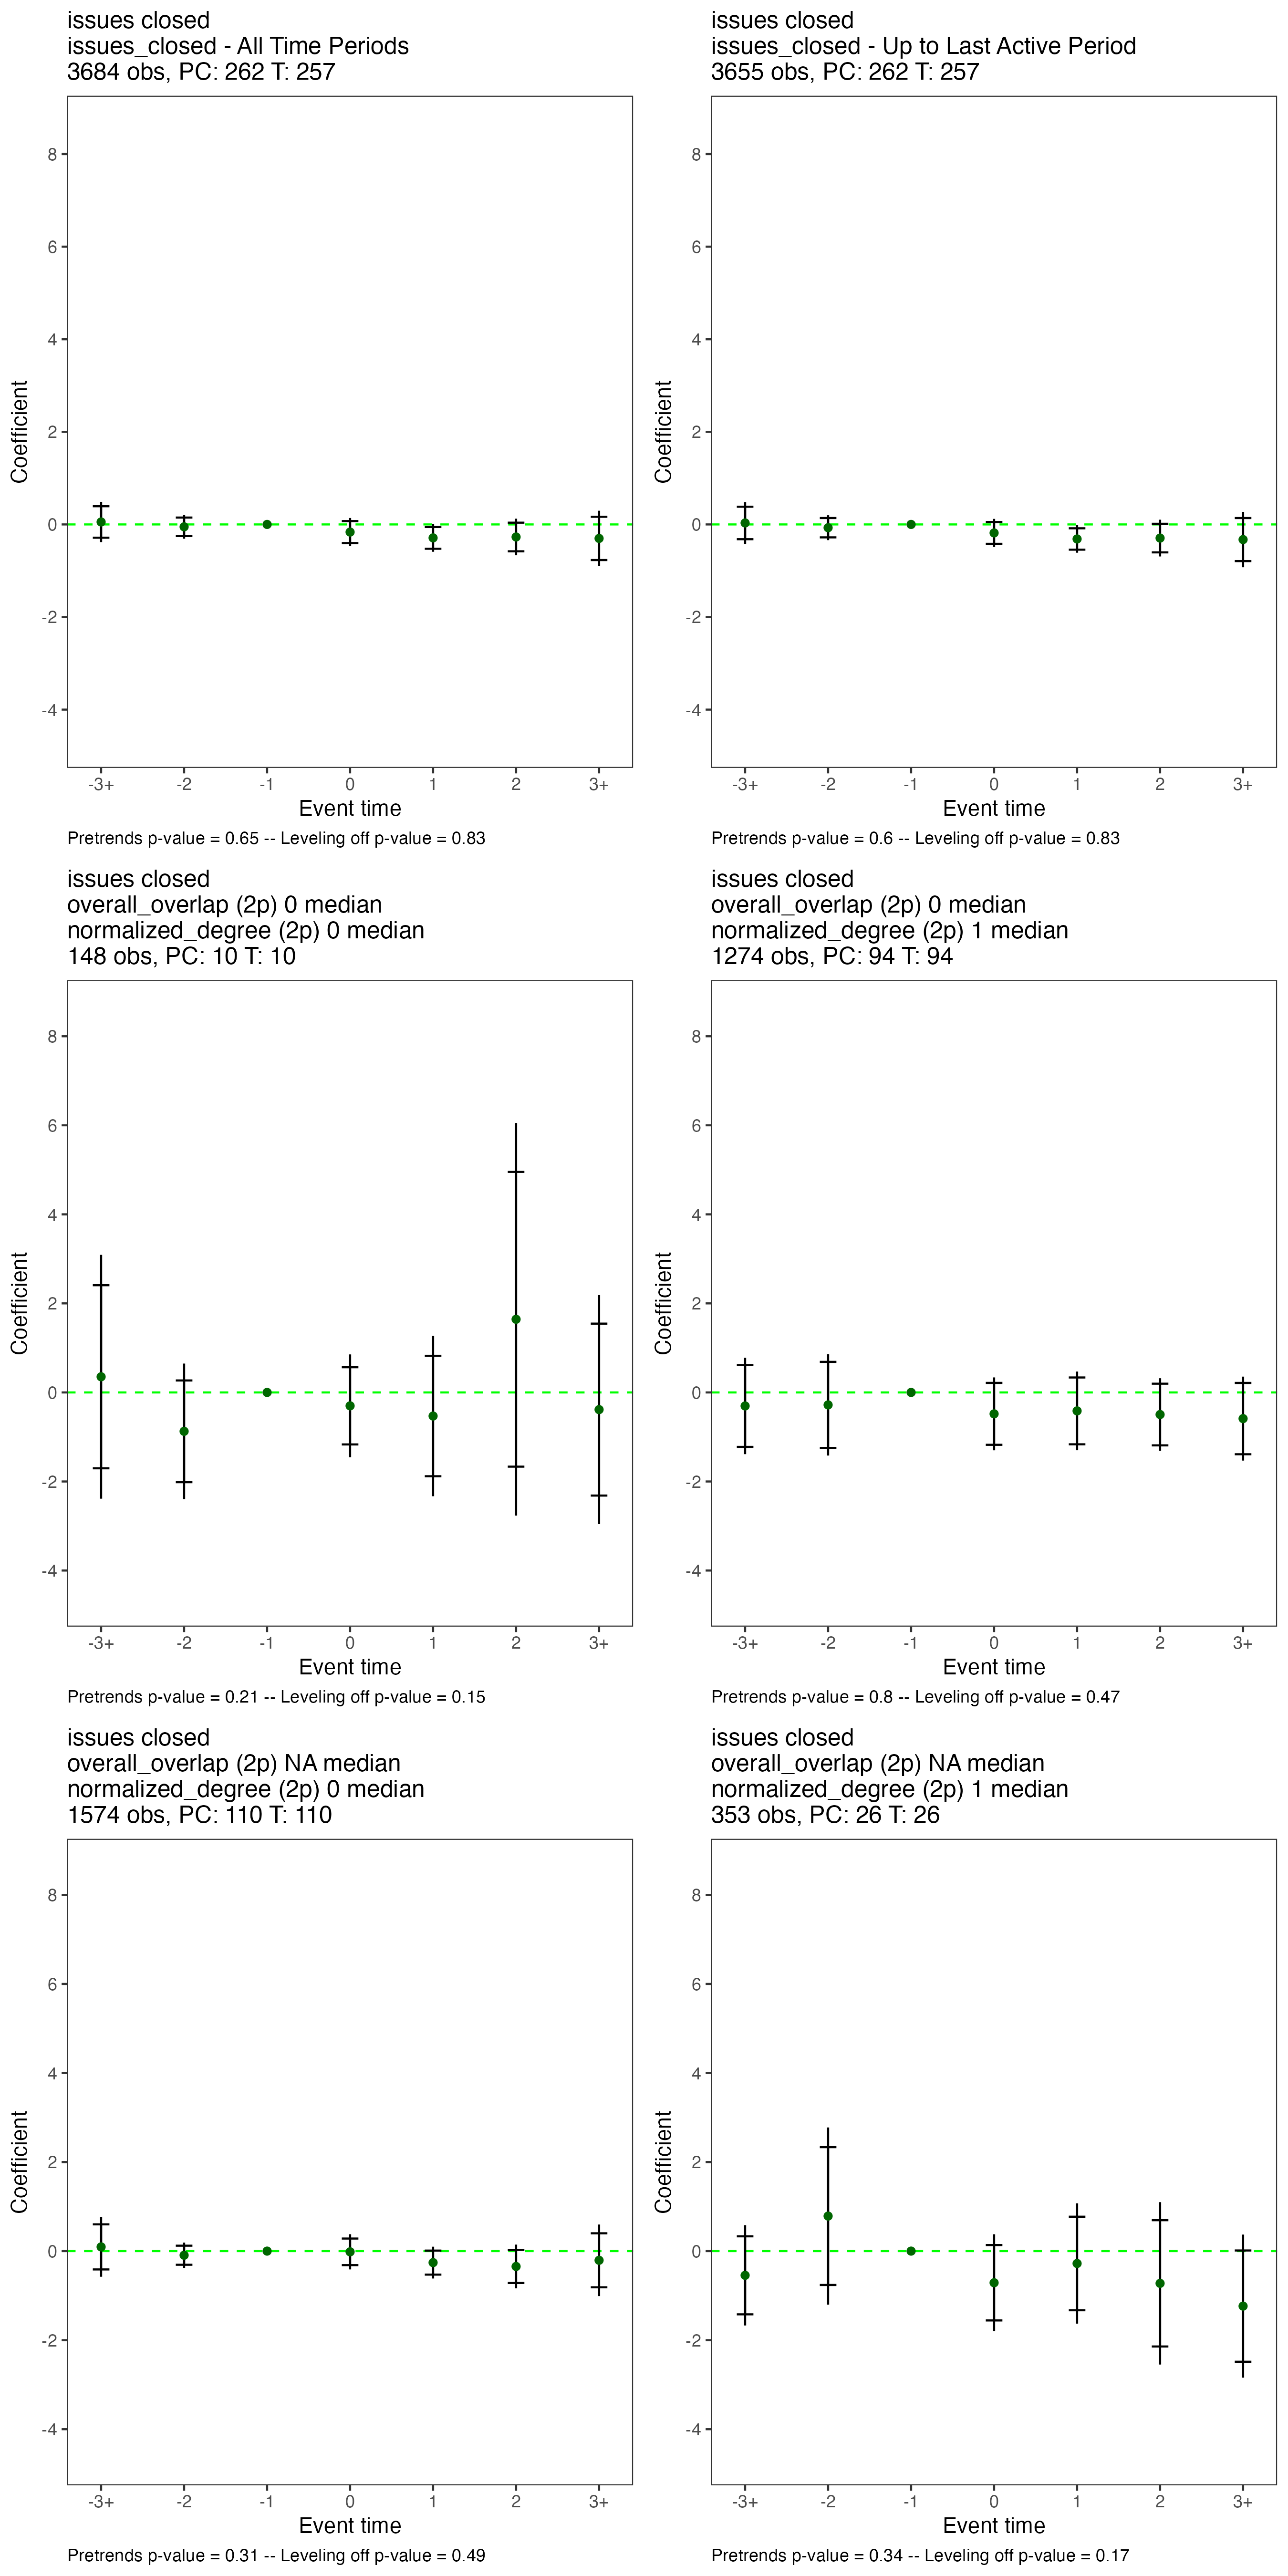 issues closed
issues_closed - All Time Periods
3684 obs, PC: 262 T: 257
Coefficient
8
6
4
2
0
-2
-4
-3+ -2 -1 0 1 2 3+
Event time
Pretrends p-value = 0.65 -- Leveling off p-value = 0.83
issues closed
issues_closed - Up to Last Active Period
3655 obs, PC: 262 T: 257
Coefficient
8
6
4
2
0
-2
-4
-3+ -2 -1 0 1 2 3+
Event time
Pretrends p-value = 0.6 -- Leveling off p-value = 0.83
issues closed
overall_overlap (2p) 0 median
normalized_degree (2p) 0 median
148 obs, PC: 10 T: 10
Coefficient
8
6
4
2
0
-2
-4
-3+ -2 -1 0 1 2 3+
Event time
Pretrends p-value = 0.21 -- Leveling off p-value = 0.15
issues closed
overall_overlap (2p) 0 median
normalized_degree (2p) 1 median
1274 obs, PC: 94 T: 94
Coefficient
8
6
4
2
0
-2
-4
-3+ -2 -1 0 1 2 3+
Event time
Pretrends p-value = 0.8 -- Leveling off p-value = 0.47
issues closed
overall_overlap (2p) NA median
normalized_degree (2p) 0 median
1574 obs, PC: 110 T: 110
Coefficient
8
6
4
2
0
-2
-4
-3+ -2 -1 0 1 2 3+
Event time
Pretrends p-value = 0.31 -- Leveling off p-value = 0.49
issues closed
overall_overlap (2p) NA median
normalized_degree (2p) 1 median
353 obs, PC: 26 T: 26
Coefficient
8
6
4
2
0
-2
-4
-3+ -2 -1 0 1 2 3+
Event time
Pretrends p-value = 0.34 -- Leveling off p-value = 0.17